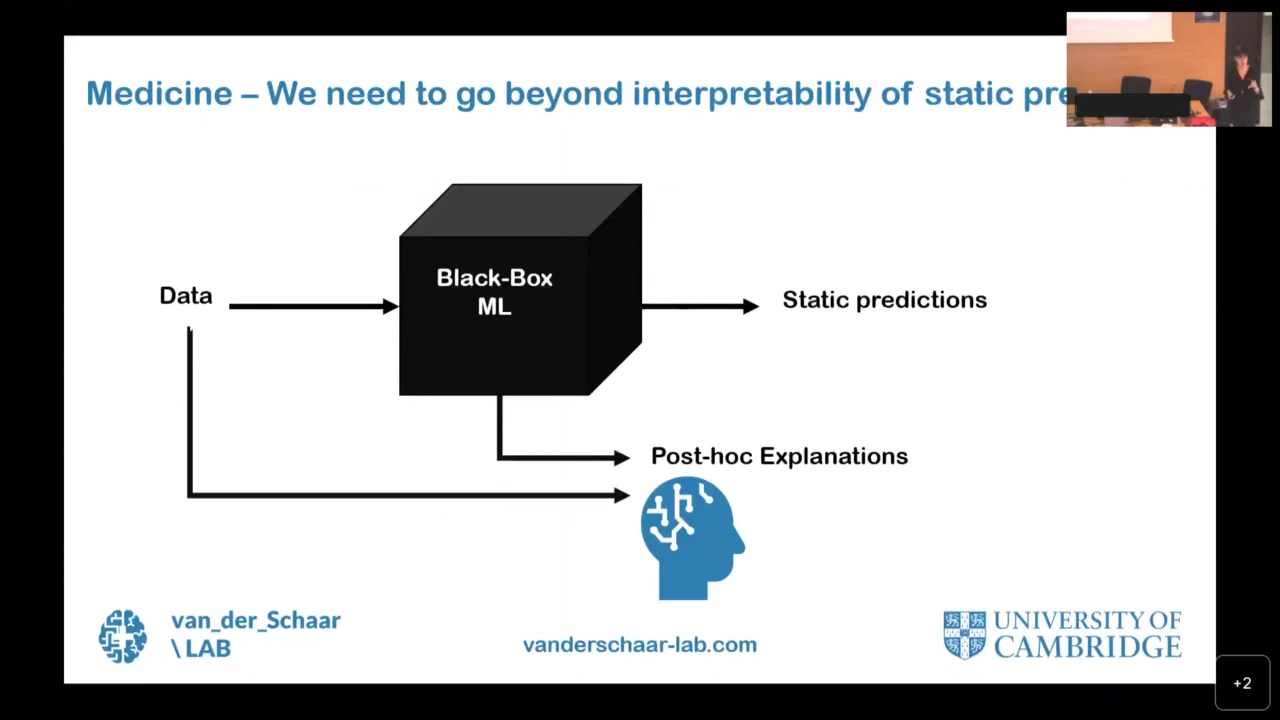 Medicine – We need to go beyond interpretability of static pre
Black-Box
ML
Data
Static predictions
Post-hoc Explanations
van_der_Schaar
\ LAB
vanderschaar-lab.com
UNIVERSITY OF
CAMBRIDGE
+2